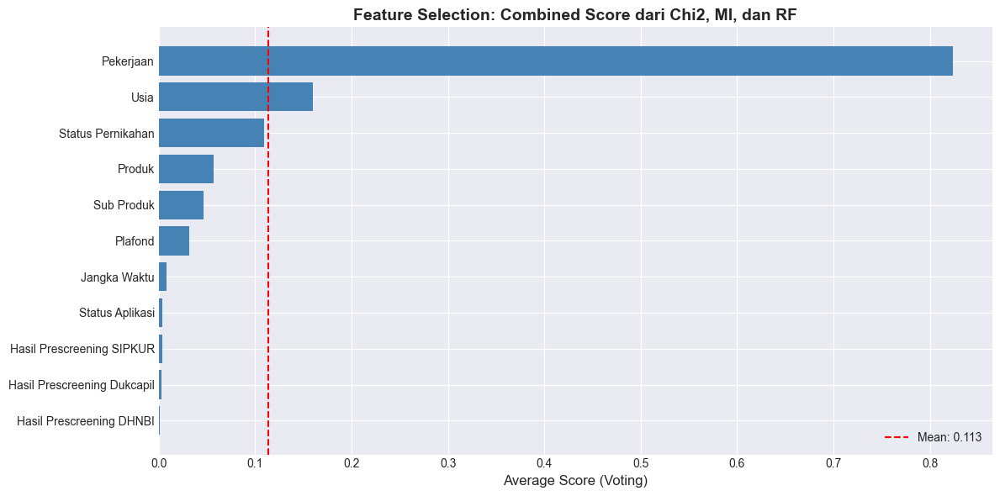 Feature Selection: Combined Score dari Chi2, MI, dan RF
Pekerjaan
Usia
Status Pernikahan
Produk
Sub Produk
Plafond
Jangka Waktu
Status Aplikasi
Hasil Prescreening SIPKUR
Hasil Prescreening Dukcapil
Hasil Prescreening DHNBI
Mean: 0.113
0.0 0.1 0.2 0.3 0.4 0.5 0.6 0.7 0.8
Average Score (Voting)